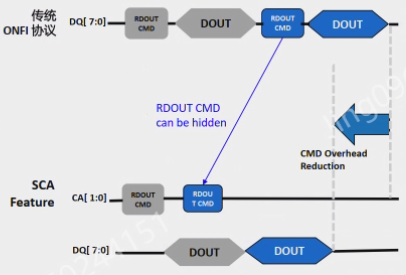 传统
ONFI 协议
DQ[ 7:0]
RDOUT
CMD
DOUT
RDOUT
CMD
DOUT
RDOUT CMD
can be hidden
CMD Overhead
Reduction
SCA
Feature
CA[ 1:0]
RDOUT
CMD
RDOU
T CMD
DQ[ 7:0]
DOUT
DOUT